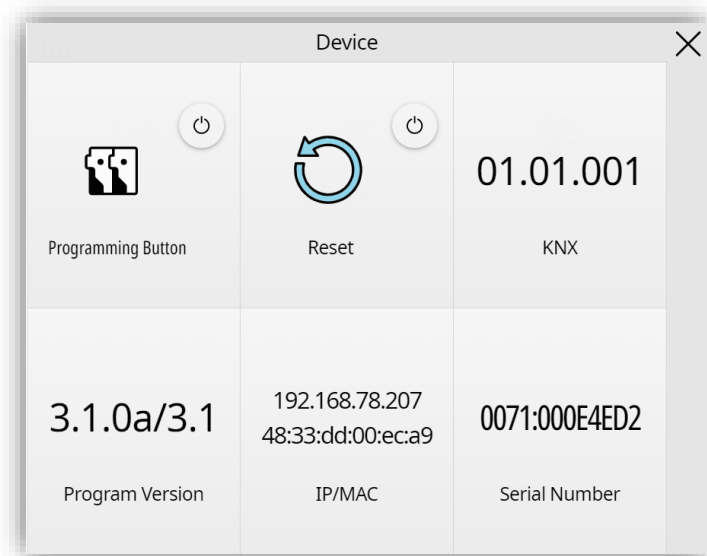 Device
Programming Button
Reset
01.01.001
KNX
3.1.0a/3.1
Program Version
192.168.78.207
48:33:dd:00:ec:a9
IP/MAC
0071:000E4ED2
Serial Number